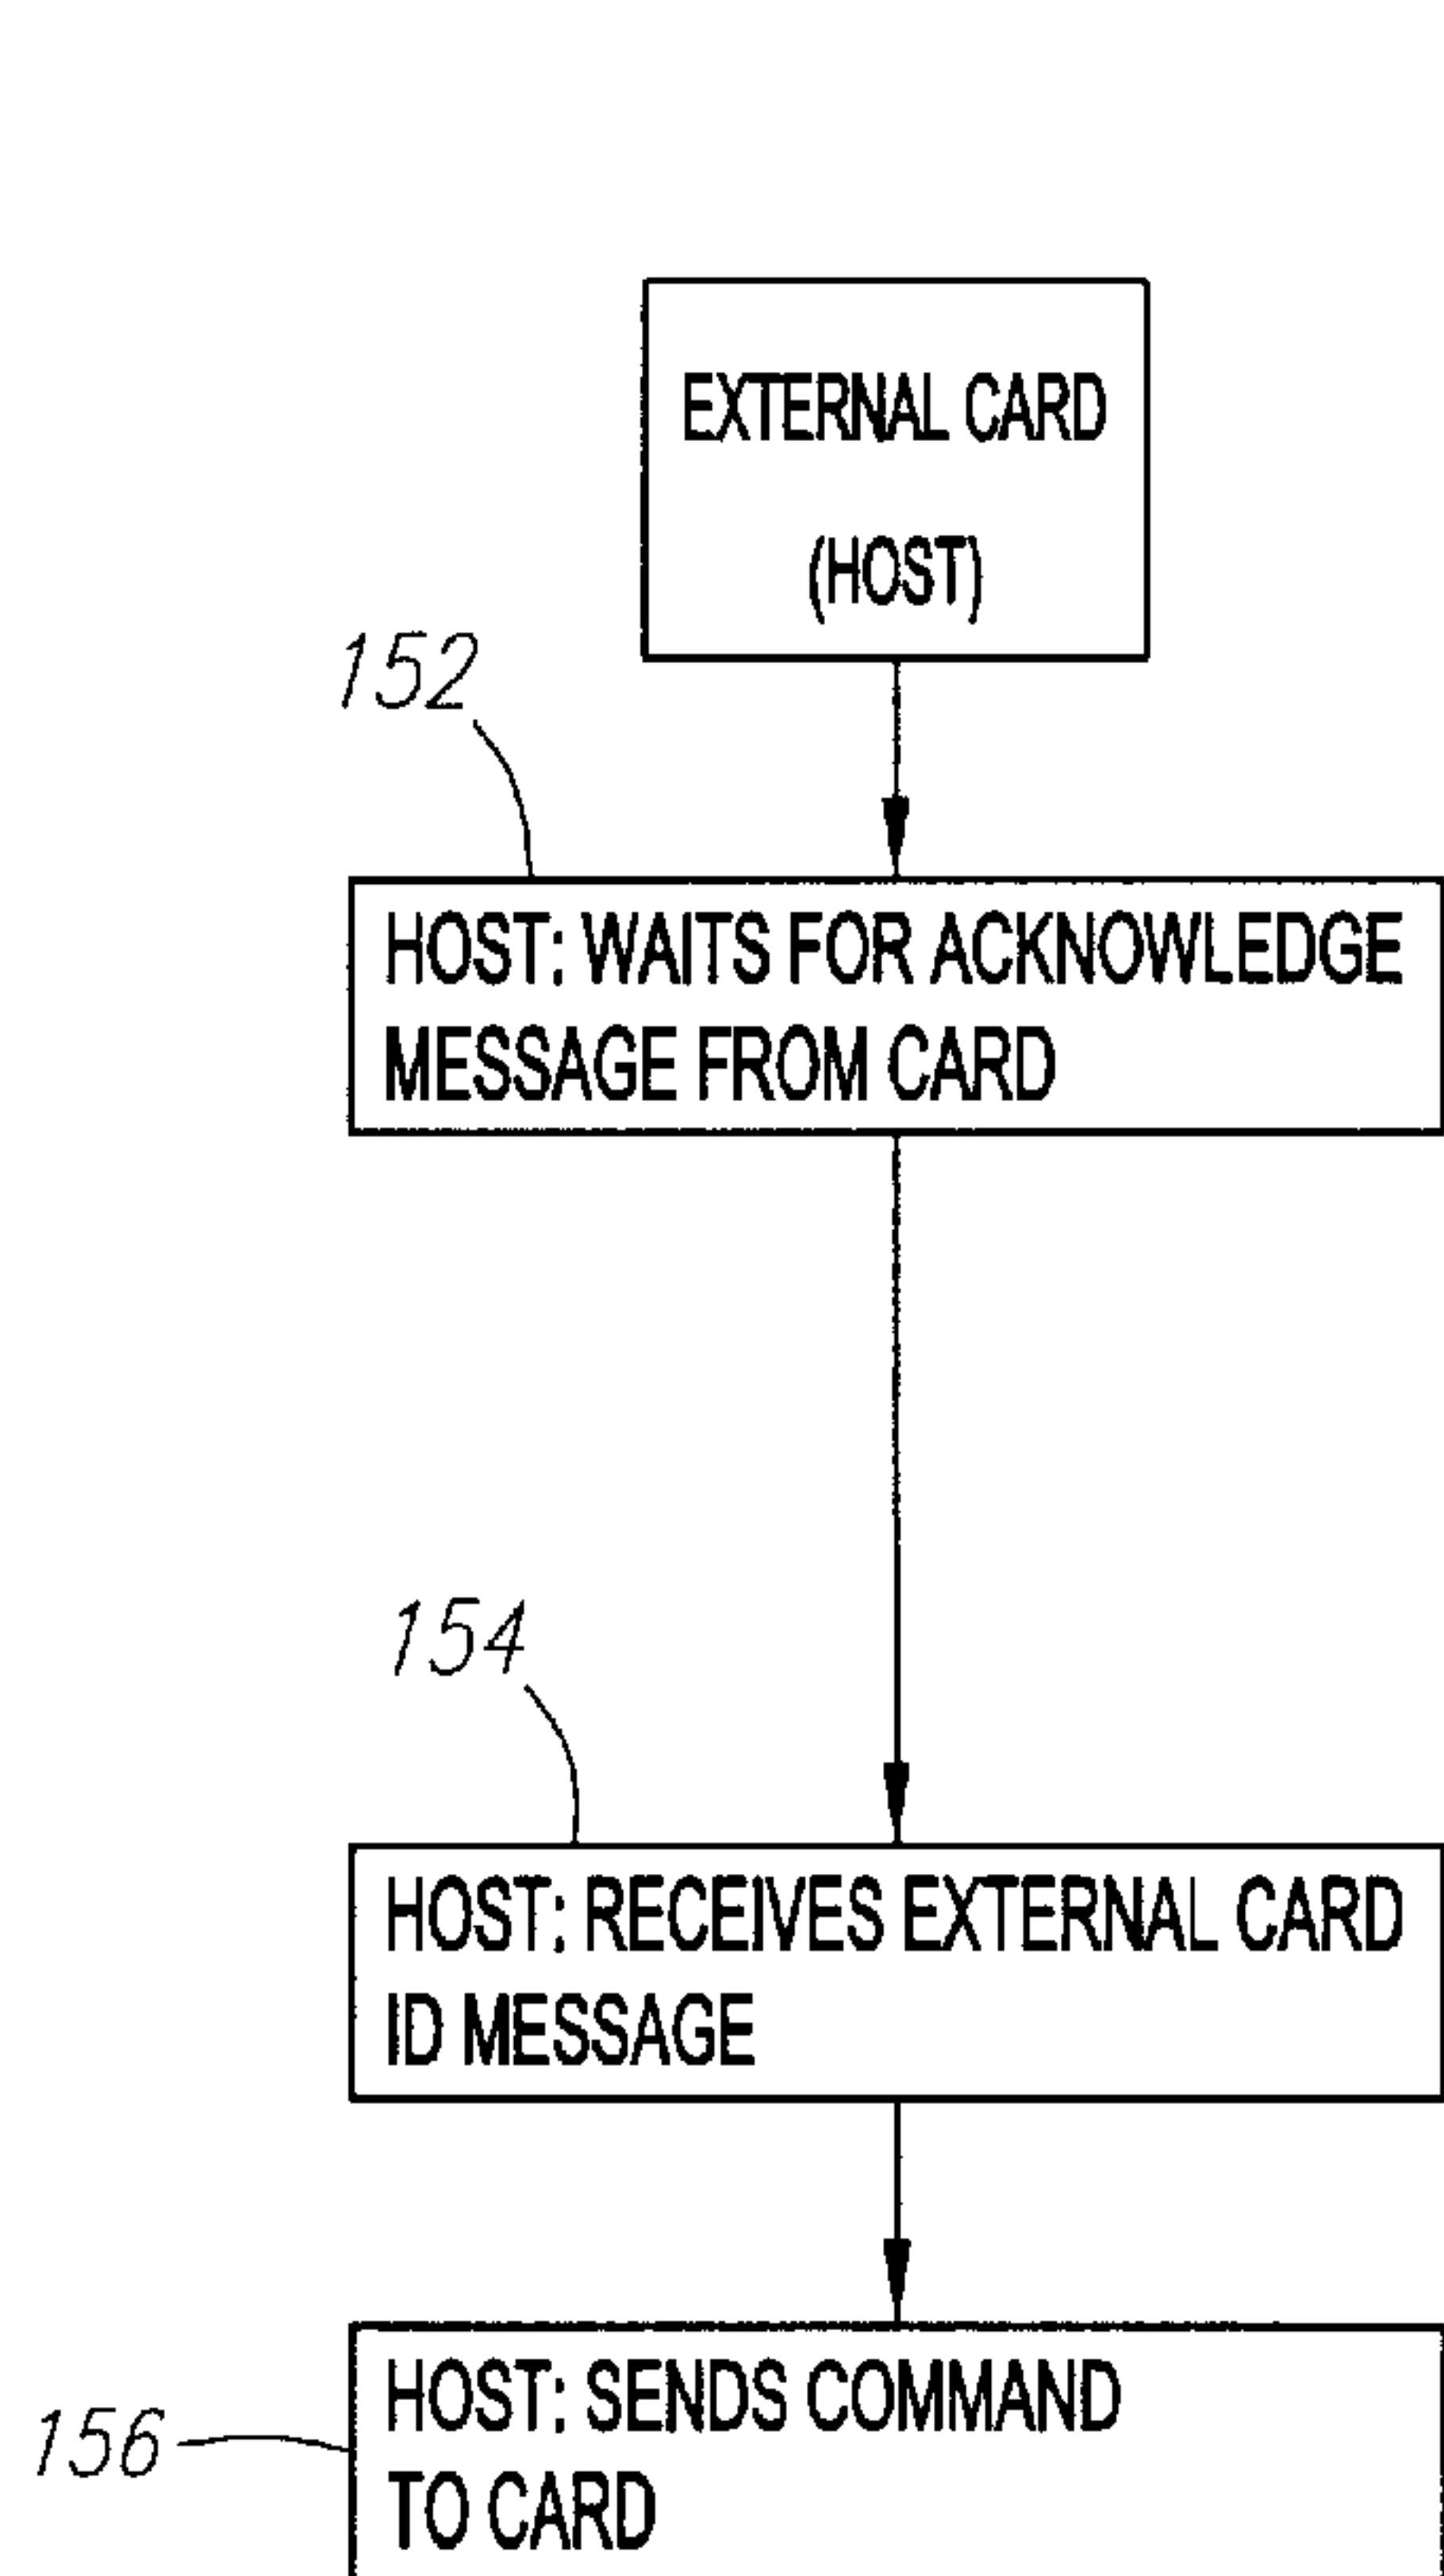 EXTERNAL CARD
(HOST)
152
HOST: WAITS FOR ACKNOWLEDGE
MESSAGE FROM CARD
154
HOST: RECEIVES EXTERNAL CARD
ID MESSAGE
156
HOST: SENDS COMMAND
TO CARD